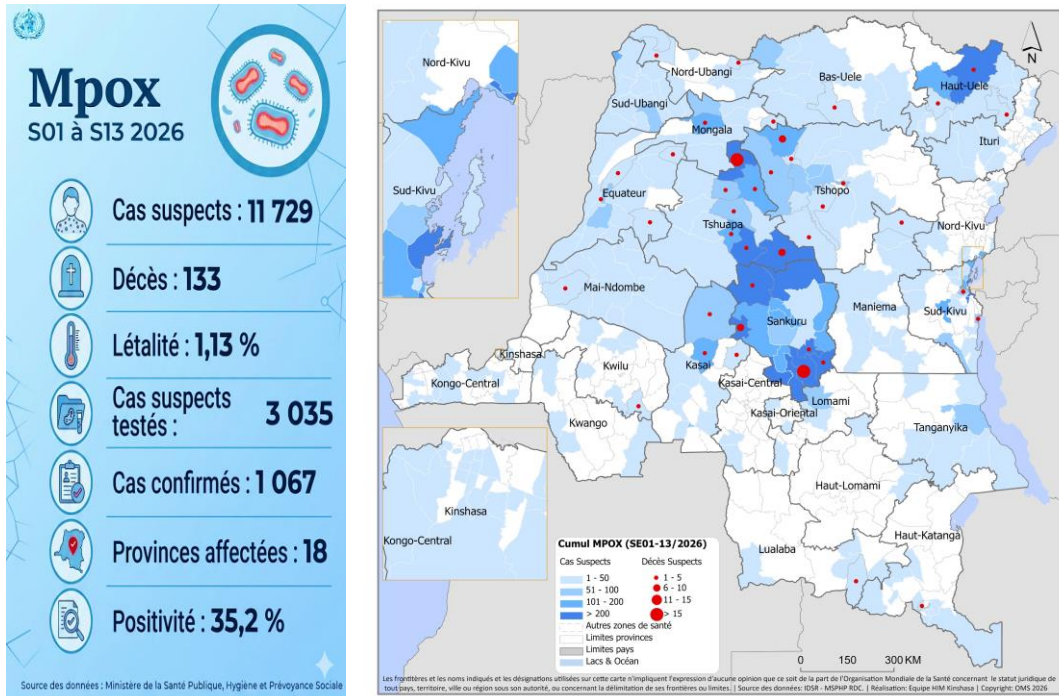 Mpox
S01 à S13 2026
Cas suspects : 11 729
Décès : 133
Létalité : 1,13 %
Cas suspects
testés : 3 035
Cas confirmés : 1 067
Provinces affectées : 18
Positivité : 35,2 %
Source des données : Ministère de la Santé Publique, Hygiène et Prévoyance Sociale
Nord-Kivu
Sud-Kivu
N
Nord-Ubangi
Bas-Uele
Haut-Uele
Sud-Ubangi
Mongala
Ituri
Equateur
Tshopo
Tshuapa
Nord-Kivu
Mai-Ndombe
Maniema
Sud-Kivu
Sankuru
Kinshasa
Kwilu
Kasai
Kongo-Central
Kasai-Central
Lomami
Kasai-Oriental
Kwango
Tanganyika
Kinshasa
Kongo-Central
Haut-Lomami
Lualaba
Haut-Katanga
Cumul MPOX (SE01-13/2026)
Cas Suspects Décès Suspects
1 - 50 1 - 5
51 - 100 6 - 10
101 - 200 11 - 15
> 200 > 15
Autres zones de santé
Limites provinces
Limites pays
Lacs & Océan
0 150 300 KM
Les frontières et les noms indiqués et les désignations utilisées sur cette carte n'impliquent l'expression d'aucune opinion que ce soit de la part de l'Organisation Mondiale de la Santé concernant le statut juridique de
tout pays, territoire, ville ou région sous son autorité, ou concernant la délimitation de ses frontières ou limites. | Source des données: IDSR - MSPHP RDC. | Réalisation: Equipe HIM Kinshasa. Copyright: OMS 2026